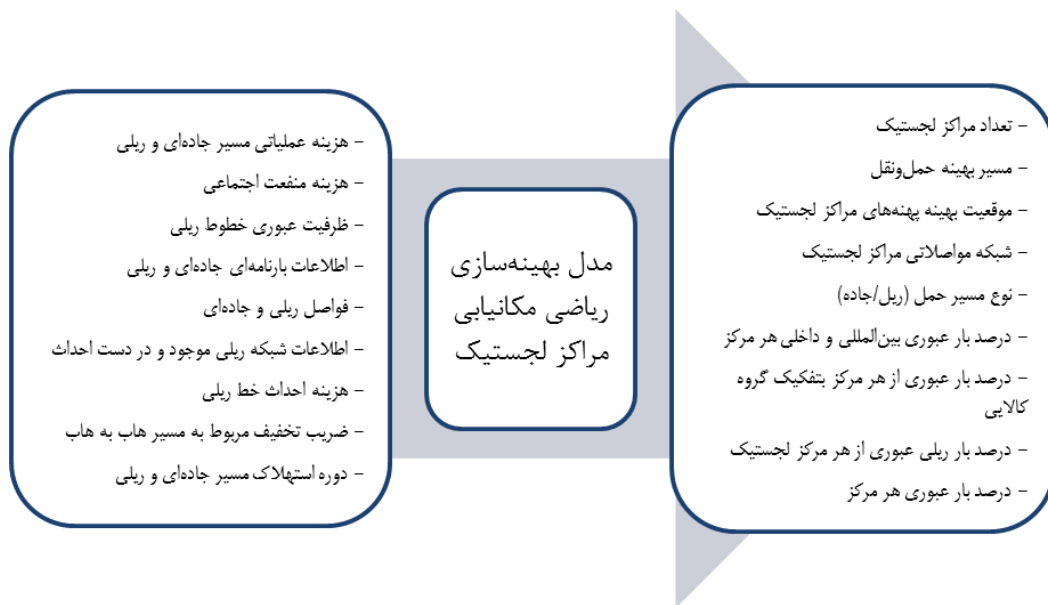 - هزینه عملیاتی مسیر جاده‌ای و ریلی
- هزینه منفعت اجتماعی
- ظرفیت عبوری خطوط ریلی
- اطلاعات بارنامه‌ای جاده‌ای و ریلی
- فواصل ریلی و جاده‌ای
- اطلاعات شبکه ریلی موجود و در دست احداث
- هزینه احداث خط ریلی
- ضریب تخفیف مربوط به مسیر هاب به هاب
- دوره استهلاک مسیر جاده‌ای و ریلی
مدل بهینه‌سازی
ریاضی مکانیابی
مراکز لجستیک
- تعداد مراکز لجستیک
- مسیر بهینه حمل‌ونقل
- موقعیت بهینه پهنه‌های مراکز لجستیک
- شبکه مواصلاتی مراکز لجستیک
- نوع مسیر حمل (ریل/جاده)
- درصد بار عبوری بین‌المللی و داخلی هر مرکز
- درصد بار عبوری از هر مرکز بتفکیک گروه
کالایی
- درصد بار ریلی عبوری از هر مرکز لجستیک
- درصد بار عبوری هر مرکز